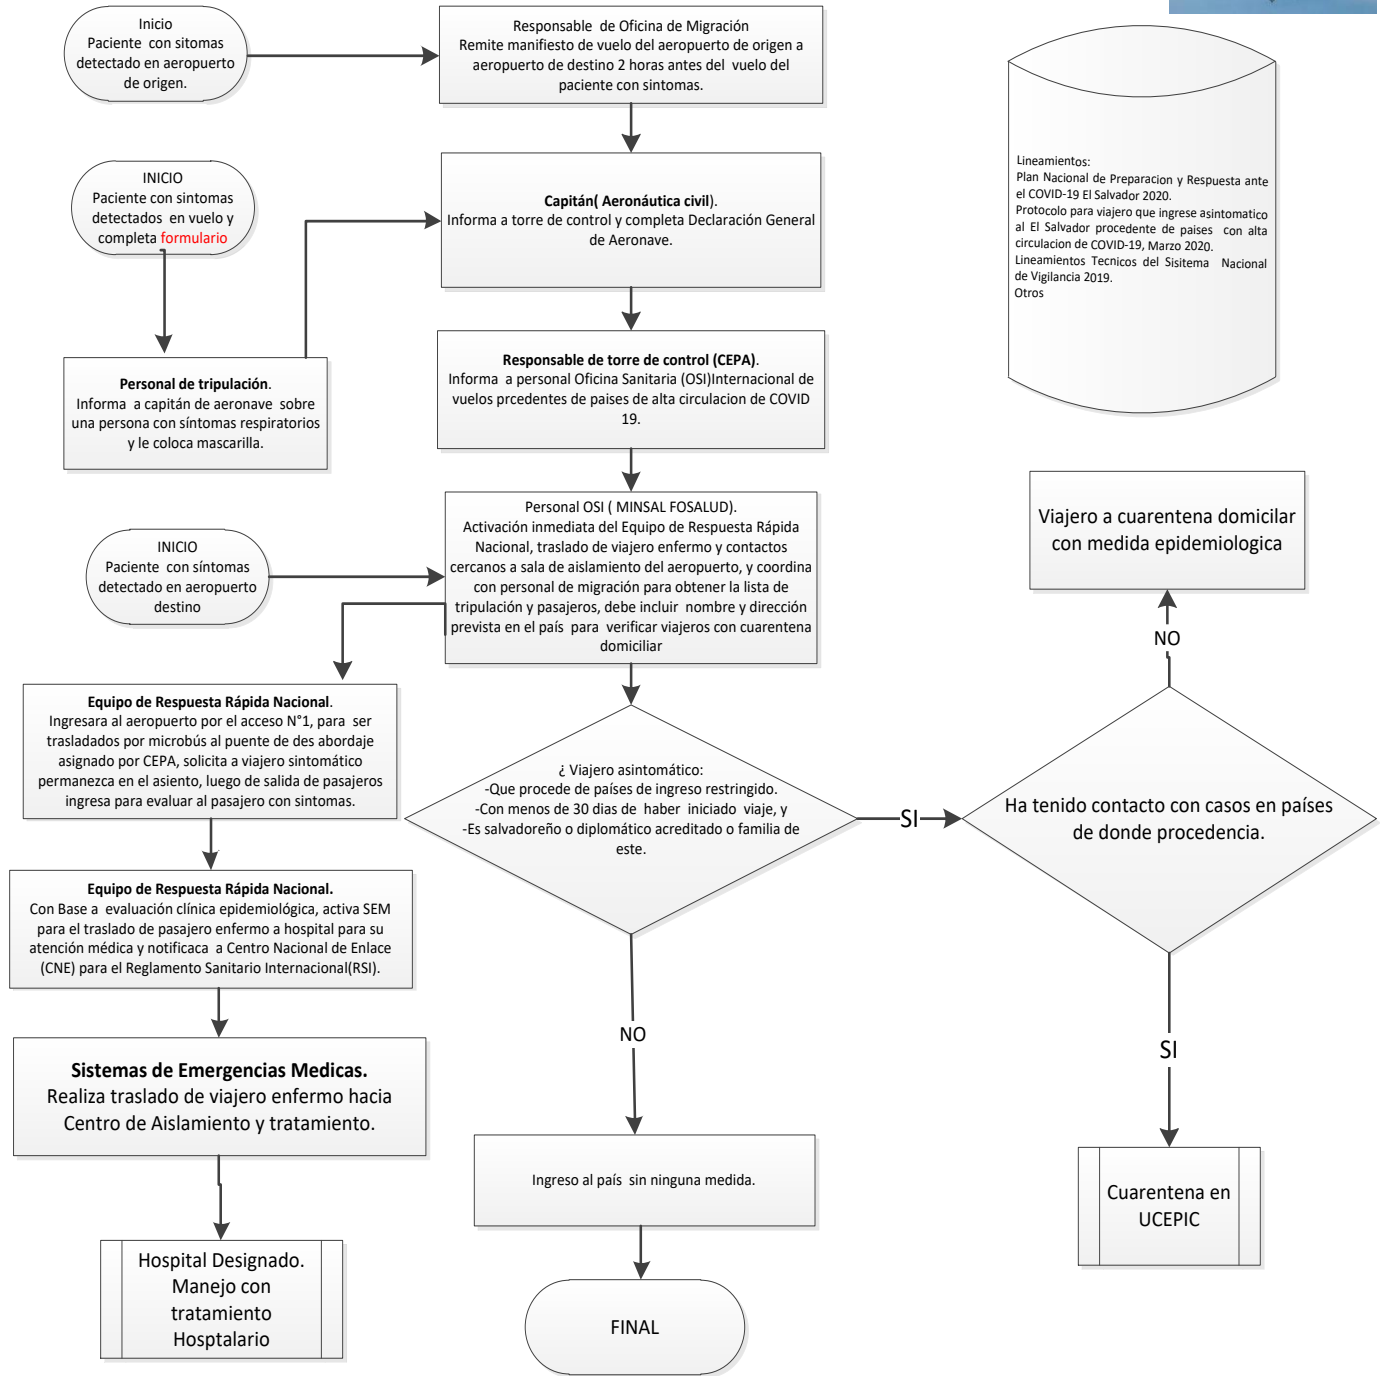 Inicio
Paciente con sitomas
detectado en aeropuerto
de origen.
Responsable de Oficina de Migración
Remite manifiesto de vuelo del aeropuerto de origen a
aeropuerto de destino 2 horas antes del vuelo del
paciente con sintomas.
INICIO
Paciente con sintomas
detectados en vuelo y
completa formulario
Capitán( Aeronáutica civil).
Informa a torre de control y completa Declaración General
de Aeronave.
Lineamientos:
Plan Nacional de Preparacion y Respuesta ante
el COVID-19 El Salvador 2020.
Protocolo para viajero que ingrese asintomatico
al El Salvador procedente de paises con alta
circulacion de COVID-19, Marzo 2020.
Lineamientos Tecnicos del Sisitema Nacional
de Vigilancia 2019.
Otros
Personal de tripulación.
Informa a capitán de aeronave sobre
una persona con síntomas respiratorios
y le coloca mascarilla.
Responsable de torre de control (CEPA).
Informa a personal Oficina Sanitaria (OSI)Internacional de
vuelos prcedentes de paises de alta circulacion de COVID
19.
INICIO
Paciente con síntomas
detectado en aeropuerto
destino
Personal OSI ( MINSAL FOSALUD).
Activación inmediata del Equipo de Respuesta Rápida
Nacional, traslado de viajero enfermo y contactos
cercanos a sala de aislamiento del aeropuerto, y coordina
con personal de migración para obtener la lista de
tripulación y pasajeros, debe incluir nombre y dirección
prevista en el país para verificar viajeros con cuarentena
domiciliar
Viajero a cuarentena domicilar
con medida epidemiologica
NO
Equipo de Respuesta Rápida Nacional.
Ingresara al aeropuerto por el acceso N°1, para ser
trasladados por microbús al puente de des abordaje
asignado por CEPA, solicita a viajero sintomático
permanezca en el asiento, luego de salida de pasajeros
ingresa para evaluar al pasajero con sintomas.
¿ Viajero asintomático:
-Que procede de países de ingreso restringido.
-Con menos de 30 dias de haber iniciado viaje, y
-Es salvadoreño o diplomático acreditado o familia de
este.
SI
Ha tenido contacto con casos en países
de donde procedencia.
Equipo de Respuesta Rápida Nacional.
Con Base a evaluación clínica epidemiológica, activa SEM
para el traslado de pasajero enfermo a hospital para su
atención médica y notificaca a Centro Nacional de Enlace
(CNE) para el Reglamento Sanitario Internacional(RSI).
NO
SI
Sistemas de Emergencias Medicas.
Realiza traslado de viajero enfermo hacia
Centro de Aislamiento y tratamiento.
Ingreso al país sin ninguna medida.
Cuarentena en
UCEPIC
Hospital Designado.
Manejo con
tratamiento
Hosptalario
FINAL